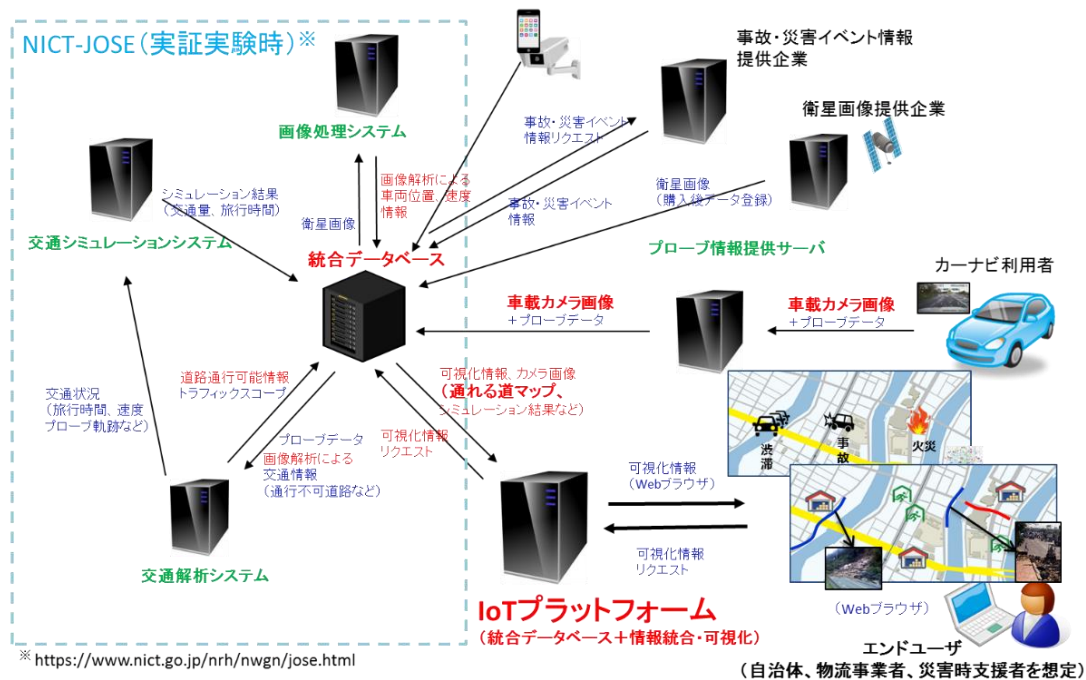 NICT-JOSE（実証実験時）※
事故・災害イベント情報
提供企業
衛星画像提供企業
画像処理システム
事故・災害イベント
情報リクエスト
シミュレーション結果
（交通量、旅行時間）
画像解析による
車両位置、速度
情報
衛星画像
事故・災害イベント
情報
衛星画像
（購入後データ登録）
交通シミュレーションシステム
統合データベース
プローブ情報提供サーバ
カーナビ利用者
車載カメラ画像
＋プローブデータ
車載カメラ画像
＋プローブデータ
交通状況
（旅行時間、速度
プローブ軌跡など）
道路通行可能情報
トラフィックスコープ
可視化情報、カメラ画像
（通れる道マップ、
シミュレーション結果など）
プローブデータ
画像解析による
交通情報
（通行不可道路など）
可視化情報
リクエスト
渋滞
事故
火災
可視化情報
（Webブラウザ）
可視化情報
リクエスト
交通解析システム
IoTプラットフォーム
（統合データベース＋情報統合・可視化）
（Webブラウザ）
エンドユーザ
（自治体、物流事業者、災害時支援者を想定）
※ https://www.nict.go.jp/nrh/nwgn/jose.html